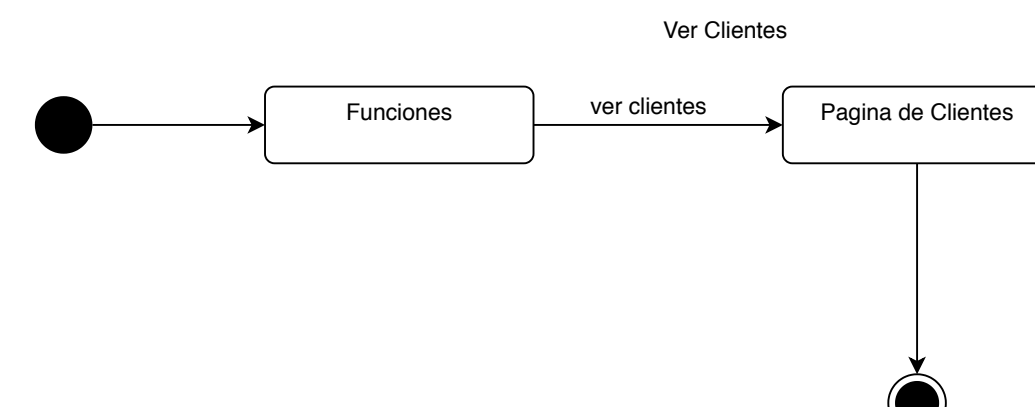 Ver Clientes
Funciones
ver clientes
Pagina de Clientes